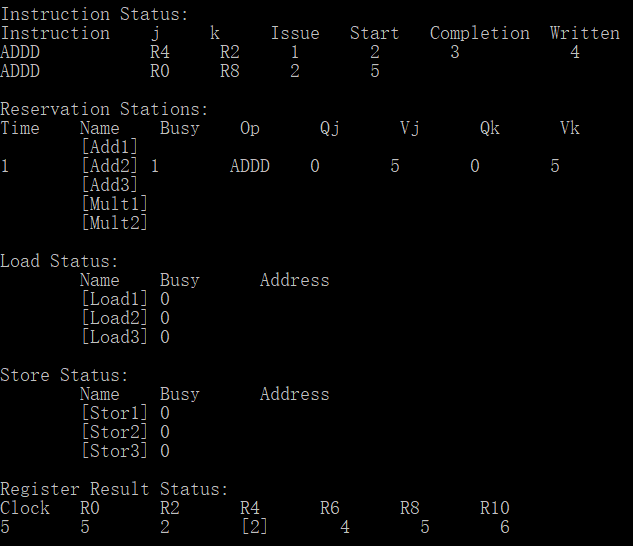 Instruction Status:
Instruction j k Issue Start Completion Written
ADDD R4 R2 1 2 3 4
ADDD R0 R8 2 5
Reservation Stations:
Time Name Busy Op Qj Vj Qk Vk
[Add1]
1 [Add2] 1 ADDD 0 5 0 5
[Add3]
[Mult1]
[Mult2]
Load Status:
Name Busy Address
[Load1] 0
[Load2] 0
[Load3] 0
Store Status:
Name Busy Address
[Stor1] 0
[Stor2] 0
[Stor3] 0
Register Result Status:
Clock R0 R2 R4 R6 R8 R10
5 5 2 [2] 4 5 6